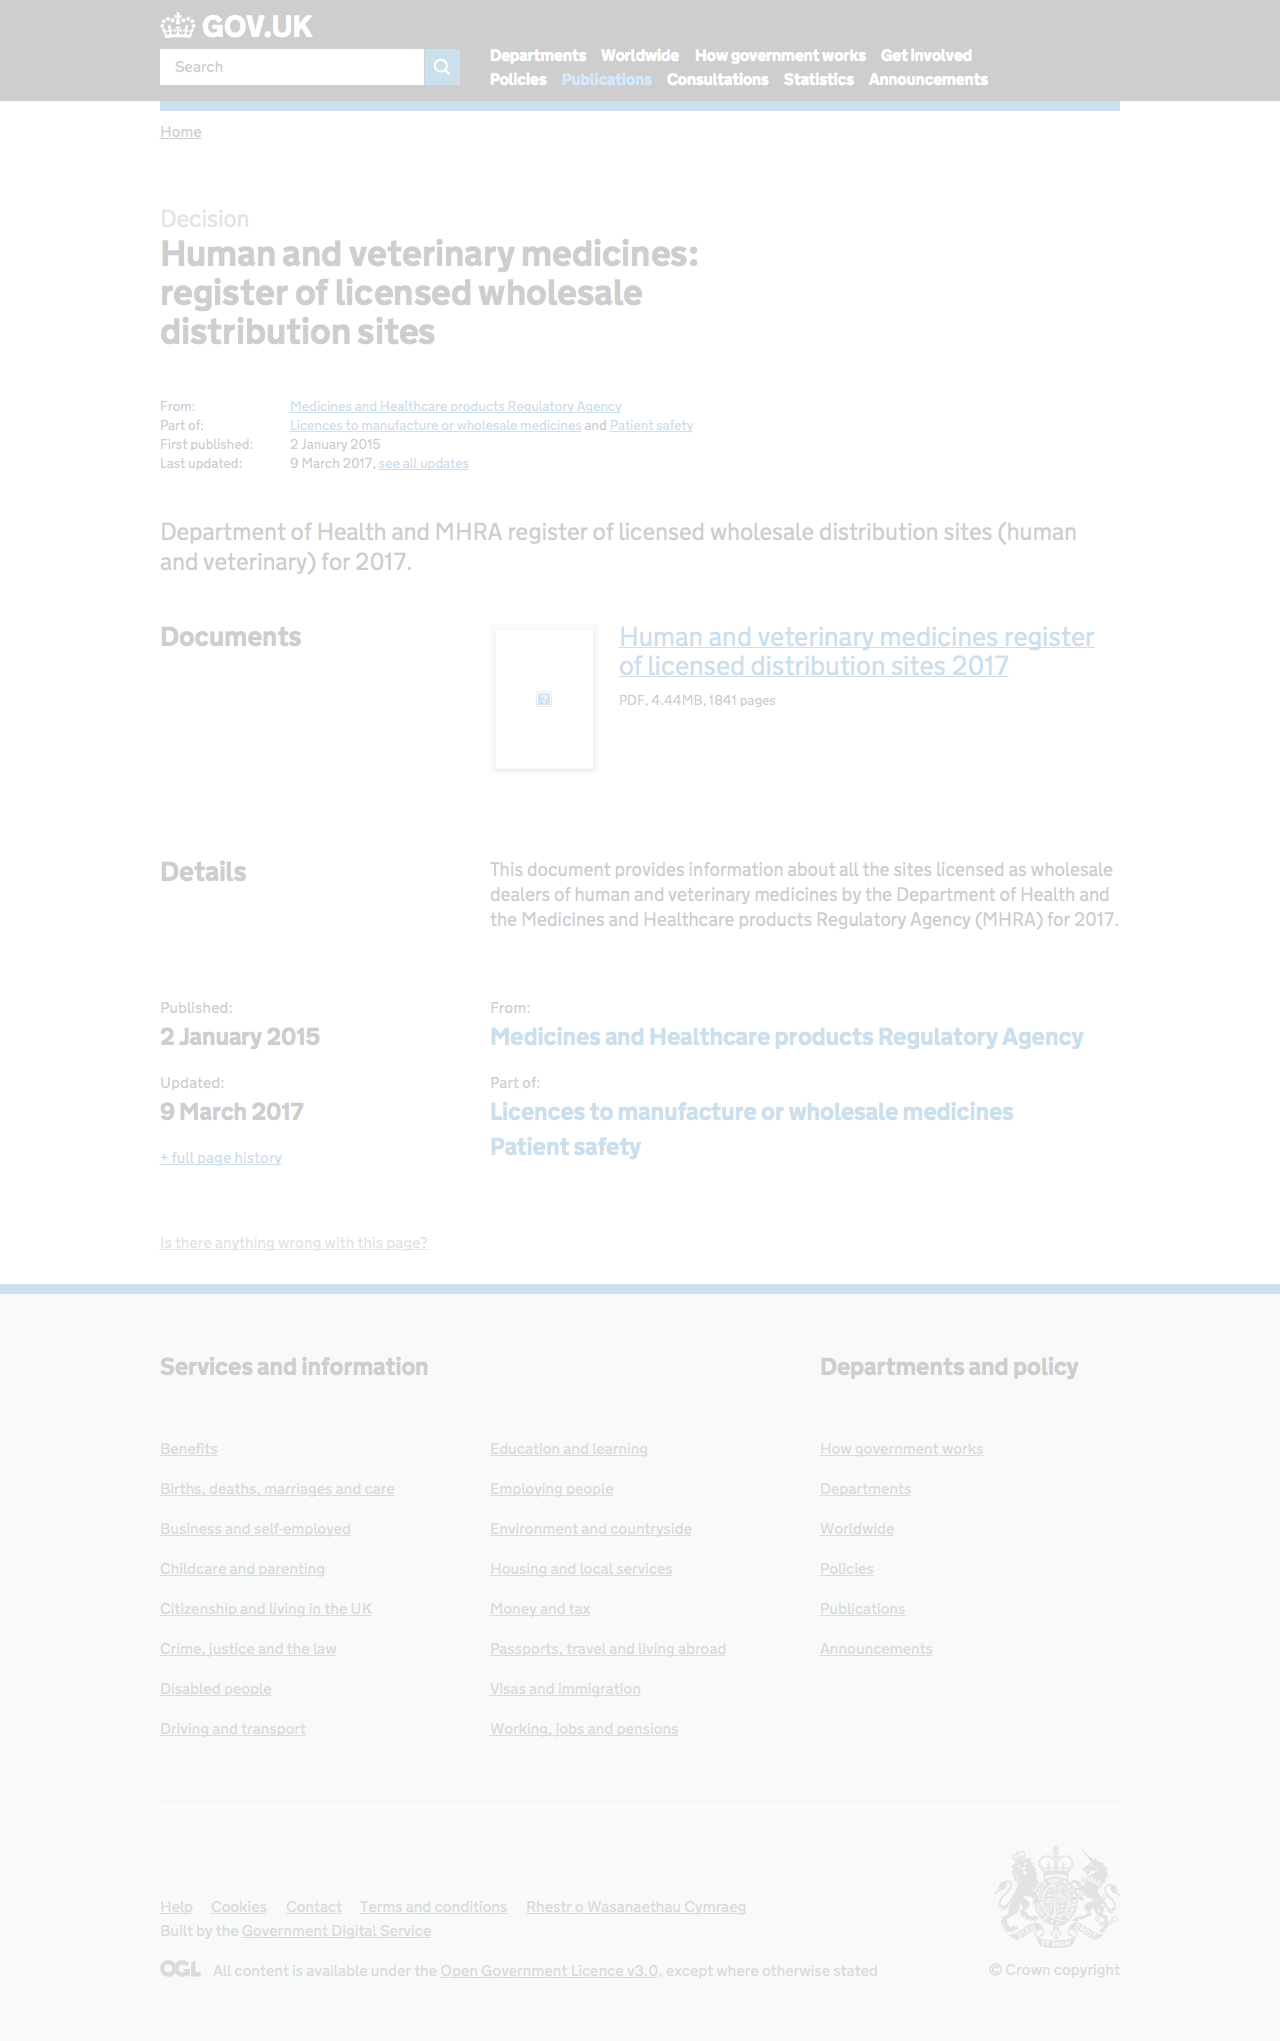 GOV.UK
Search
Departments Worldwide How government works Get involved
Policies Publications Consultations Statistics Announcements
Home
Decision
Human and veterinary medicines:
register of licensed wholesale
distribution sites
From: Medicines and Healthcare products Regulatory Agency
Part of: Licences to manufacture or wholesale medicines and Patient safety
First published: 2 January 2015
Last updated: 9 March 2017, see all updates
Department of Health and MHRA register of licensed wholesale distribution sites (human
and veterinary) for 2017.
Documents
Human and veterinary medicines register
of licensed distribution sites 2017
PDF, 4.44MB, 1841 pages
Details
This document provides information about all the sites licensed as wholesale
dealers of human and veterinary medicines by the Department of Health and
the Medicines and Healthcare products Regulatory Agency (MHRA) for 2017.
Published:
2 January 2015
Updated:
9 March 2017
+ full page history
From:
Medicines and Healthcare products Regulatory Agency
Part of:
Licences to manufacture or wholesale medicines
Patient safety
Is there anything wrong with this page?
Services and information
Benefits
Births, deaths, marriages and care
Business and self-employed
Childcare and parenting
Citizenship and living in the UK
Crime, justice and the law
Disabled people
Driving and transport
Education and learning
Employing people
Environment and countryside
Housing and local services
Money and tax
Passports, travel and living abroad
Visas and immigration
Working, jobs and pensions
Departments and policy
How government works
Departments
Worldwide
Policies
Publications
Announcements
Help Cookies Contact Terms and conditions Rhestr o Wasanaethau Cymraeg
Built by the Government Digital Service
OGL All content is available under the Open Government Licence v3.0, except where otherwise stated
© Crown copyright